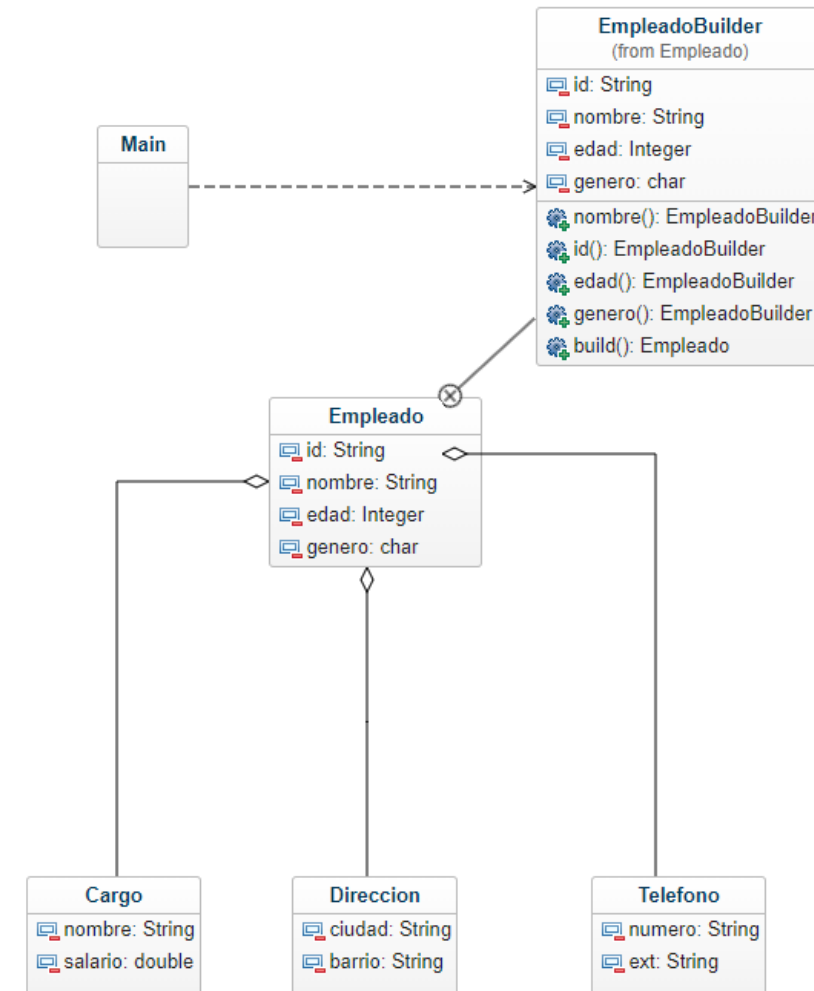 EmpleadoBuilder
(from Empleado)
id: String
nombre: String
edad: Integer
genero: char
nombre(): EmpleadoBuilder
id(): EmpleadoBuilder
edad(): EmpleadoBuilder
genero(): EmpleadoBuilder
build(): Empleado
Main
Empleado
id: String
nombre: String
edad: Integer
genero: char
Cargo
nombre: String
salario: double
Direccion
ciudad: String
barrio: String
Telefono
numero: String
ext: String